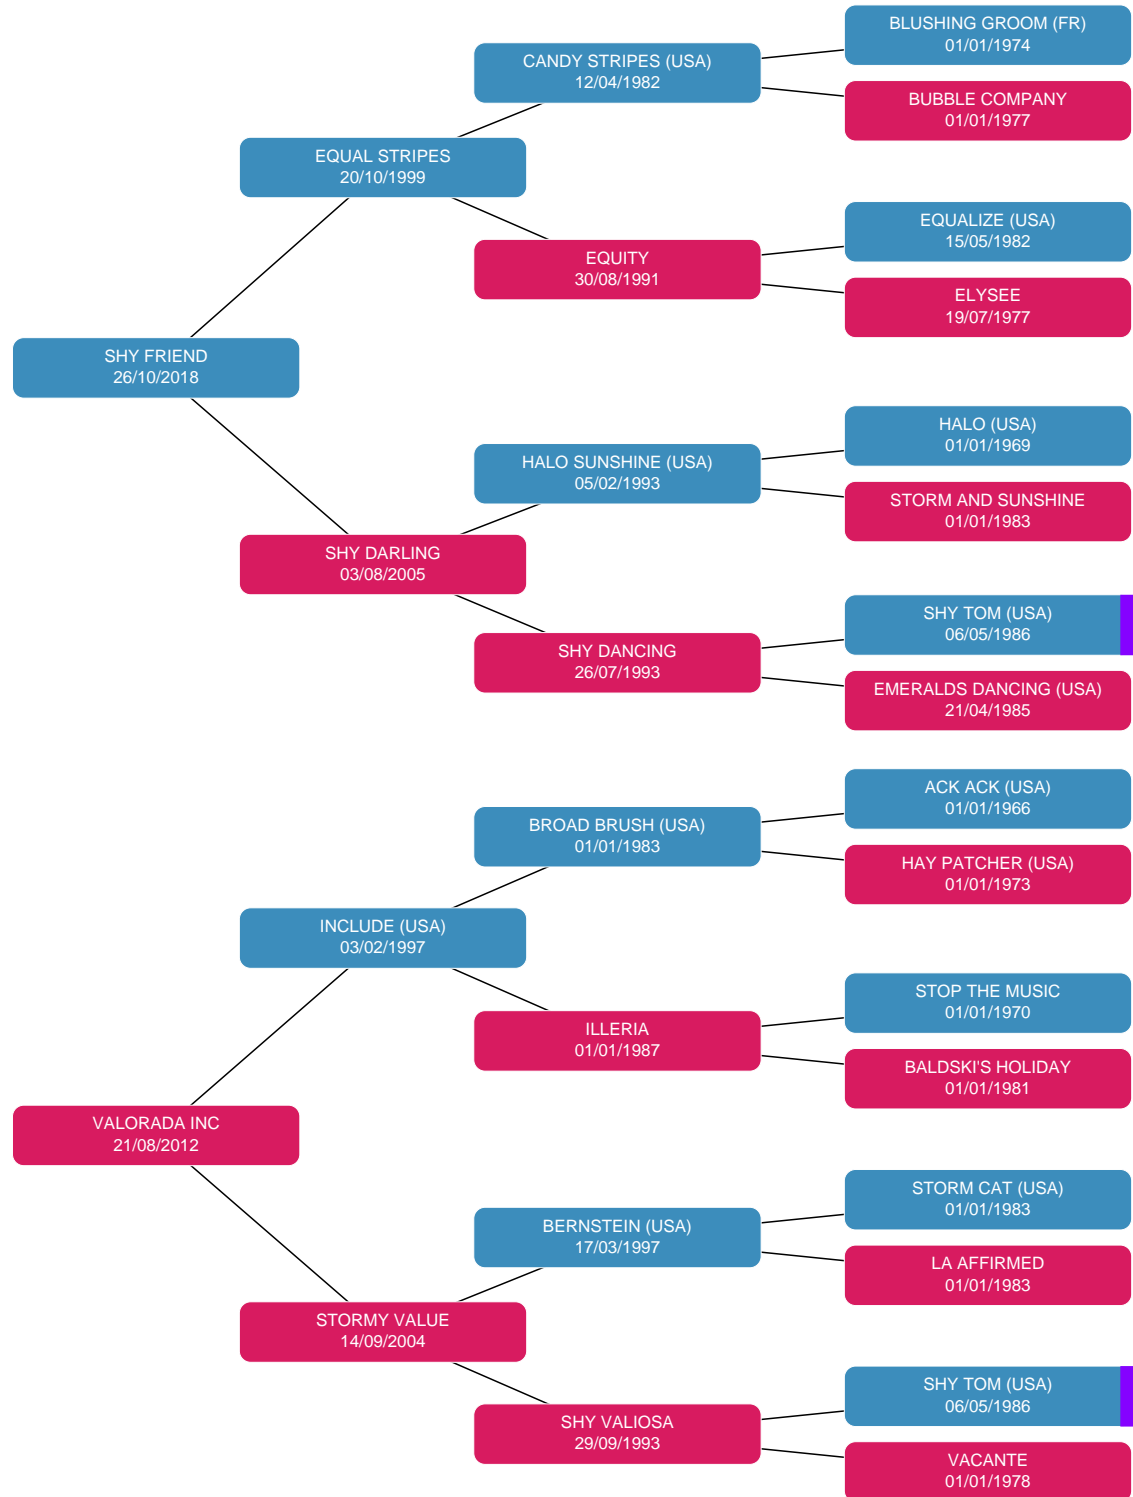 BLUSHING GROOM (FR)
01/01/1974
CANDY STRIPES (USA)
12/04/1982
BUBBLE COMPANY
01/01/1977
EQUAL STRIPES
20/10/1999
EQUALIZE (USA)
15/05/1982
EQUITY
30/08/1991
ELYSEE
19/07/1977
SHY FRIEND
26/10/2018
HALO (USA)
01/01/1969
HALO SUNSHINE (USA)
05/02/1993
STORM AND SUNSHINE
01/01/1983
SHY DARLING
03/08/2005
SHY TOM (USA)
06/05/1986
SHY DANCING
26/07/1993
EMERALDS DANCING (USA)
21/04/1985
ACK ACK (USA)
01/01/1966
BROAD BRUSH (USA)
01/01/1983
HAY PATCHER (USA)
01/01/1973
INCLUDE (USA)
03/02/1997
STOP THE MUSIC
01/01/1970
ILLERIA
01/01/1987
BALDSKI'S HOLIDAY
01/01/1981
VALORADA INC
21/08/2012
STORM CAT (USA)
01/01/1983
BERNSTEIN (USA)
17/03/1997
LA AFFIRMED
01/01/1983
STORMY VALUE
14/09/2004
SHY TOM (USA)
06/05/1986
SHY VALIOSA
29/09/1993
VACANTE
01/01/1978